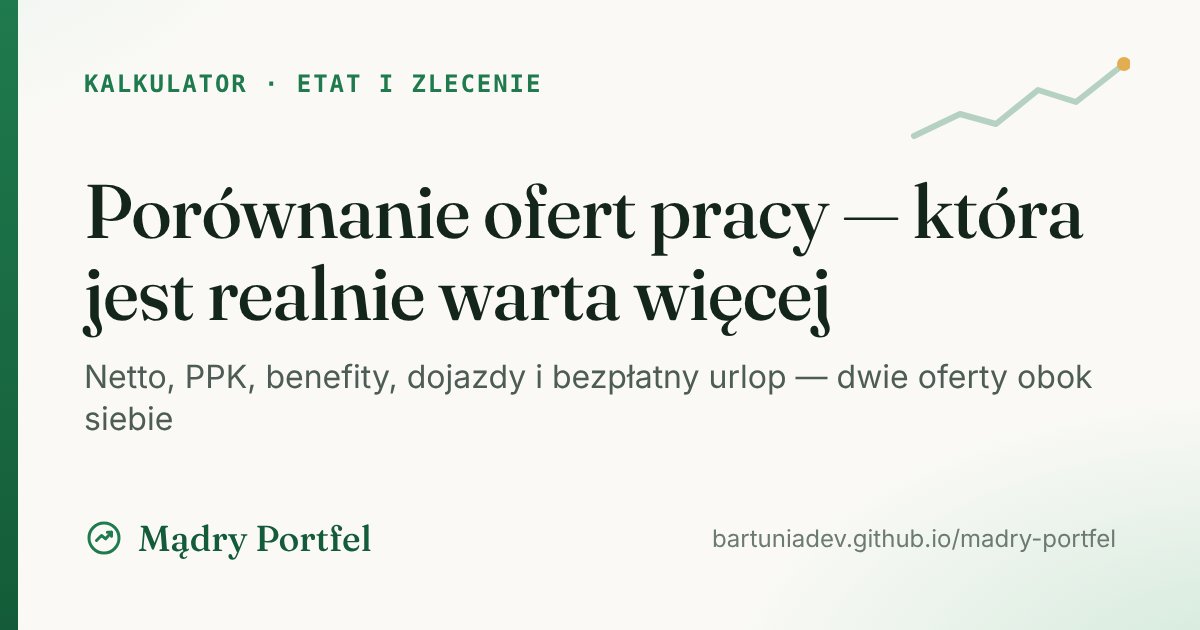 KALKULATOR · ETAT I ZLECENIE
Porównanie ofert pracy — która
jest realnie warta więcej
Netto, PPK, benefity, dojazdy i bezpłatny urlop — dwie oferty obok
siebie
Mądry Portfel
bartuniadev.github.io/madry-portfel